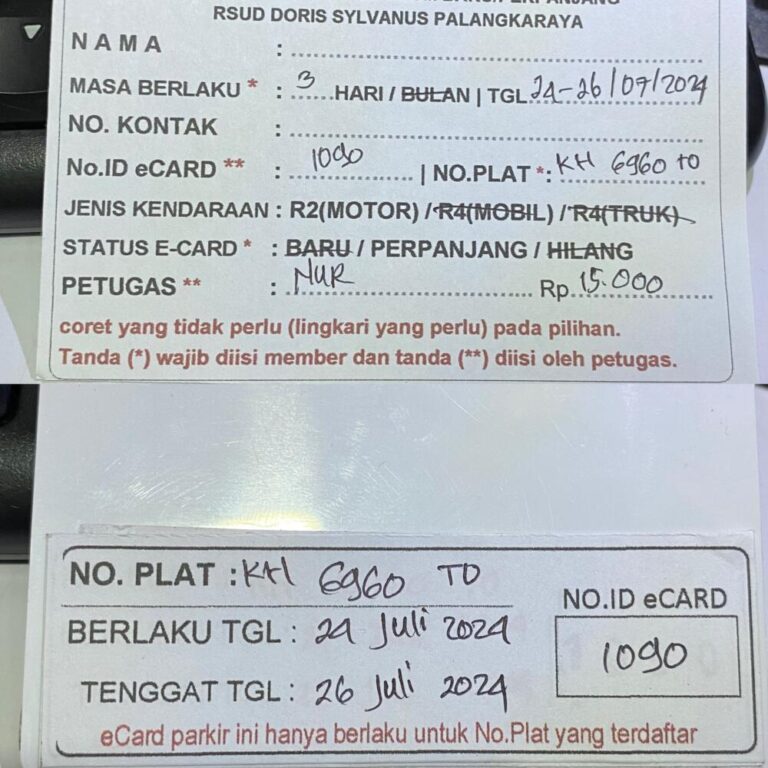 RSUD DORIS SYLVANUS PALANGKARAYA
NAMA :
MASA BERLAKU * : 3 HARI / BULAN | TGL 24-26/07/2024
NO. KONTAK :
No.ID eCARD ** : 1090 | NO.PLAT *: KH 6960 TO
JENIS KENDARAAN : R2(MOTOR) / R4(MOBIL) / R4(TRUK)
STATUS E-CARD * : BARU / PERPANJANG / HILANG
PETUGAS ** : NUR Rp. 15.000
coret yang tidak perlu (lingkari yang perlu) pada pilihan.
Tanda (*) wajib diisi member dan tanda (**) diisi oleh petugas.
NO. PLAT : KH 6960 TO
NO.ID eCARD
BERLAKU TGL : 24 Juli 2024
1090
TENGGAT TGL : 26 Juli 2024
eCard parkir ini hanya berlaku untuk No.Plat yang terdaftar